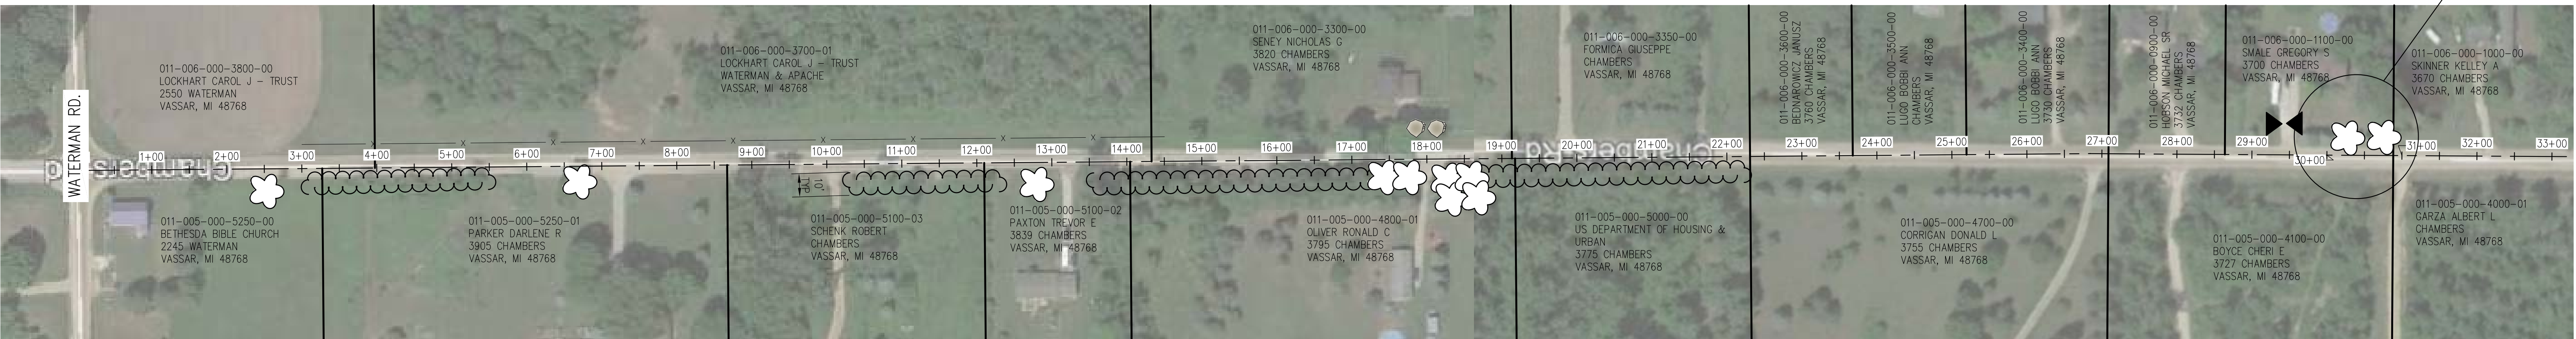 011-006-000-3800-00
LOCKHART CAROL J - TRUST
2550 WATERMAN
VASSAR, MI 48768
011-006-000-3700-01
LOCKHART CAROL J - TRUST
WATERMAN & APACHE
VASSAR, MI 48768
011-006-000-3300-00
SENEY NICHOLAS G
3820 CHAMBERS
VASSAR, MI 48768
011-006-000-3350-00
FORMICA GIUSEPPE
CHAMBERS
VASSAR, MI 48768
011-006-000-3600-00
BEDNAROWICZ JANUSZ
3760 CHAMBERS
VASSAR, MI 48768
011-006-000-3500-00
LUGO BOBBI ANN
CHAMBERS
VASSAR, MI 48768
011-006-000-3400-00
LUGO BOBBI ANN
3730 CHAMBERS
VASSAR, MI 48768
011-006-000-0900-00
HOBSON MICHAEL SR
3732 CHAMBERS
VASSAR, MI 48768
011-006-000-1100-00
SMALE GREGORY S
3700 CHAMBERS
VASSAR, MI 48768
011-006-000-1000-00
SKINNER KELLEY A
3670 CHAMBERS
VASSAR, MI 48768
WATERMAN RD.
X X X X X X X X X
1+00 2+00 3+00 4+00 5+00 6+00 7+00 8+00 9+00 10+00 11+00 12+00 13+00 14+00 15+00 16+00 17+00 18+00 19+00 20+00 21+00 22+00 23+00 24+00 25+00 26+00 27+00 28+00 29+00 30+00 31+00 32+00 33+00
Chambers Rd
Chambers Rd
10'
TYP.
011-005-000-5250-00
BETHESDA BIBLE CHURCH
2245 WATERMAN
VASSAR, MI 48768
011-005-000-5250-01
PARKER DARLENE R
3905 CHAMBERS
VASSAR, MI 48768
011-005-000-5100-03
SCHENK ROBERT
CHAMBERS
VASSAR, MI 48768
011-005-000-5100-02
PAXTON TREVOR E
3839 CHAMBERS
VASSAR, MI 48768
011-005-000-4800-01
OLIVER RONALD C
3795 CHAMBERS
VASSAR, MI 48768
011-005-000-5000-00
US DEPARTMENT OF HOUSING &
URBAN
3775 CHAMBERS
VASSAR, MI 48768
011-005-000-4700-00
CORRIGAN DONALD L
3755 CHAMBERS
VASSAR, MI 48768
011-005-000-4100-00
BOYCE CHERI E
3727 CHAMBERS
VASSAR, MI 48768
011-005-000-4000-01
GARZA ALBERT L
CHAMBERS
VASSAR, MI 48768